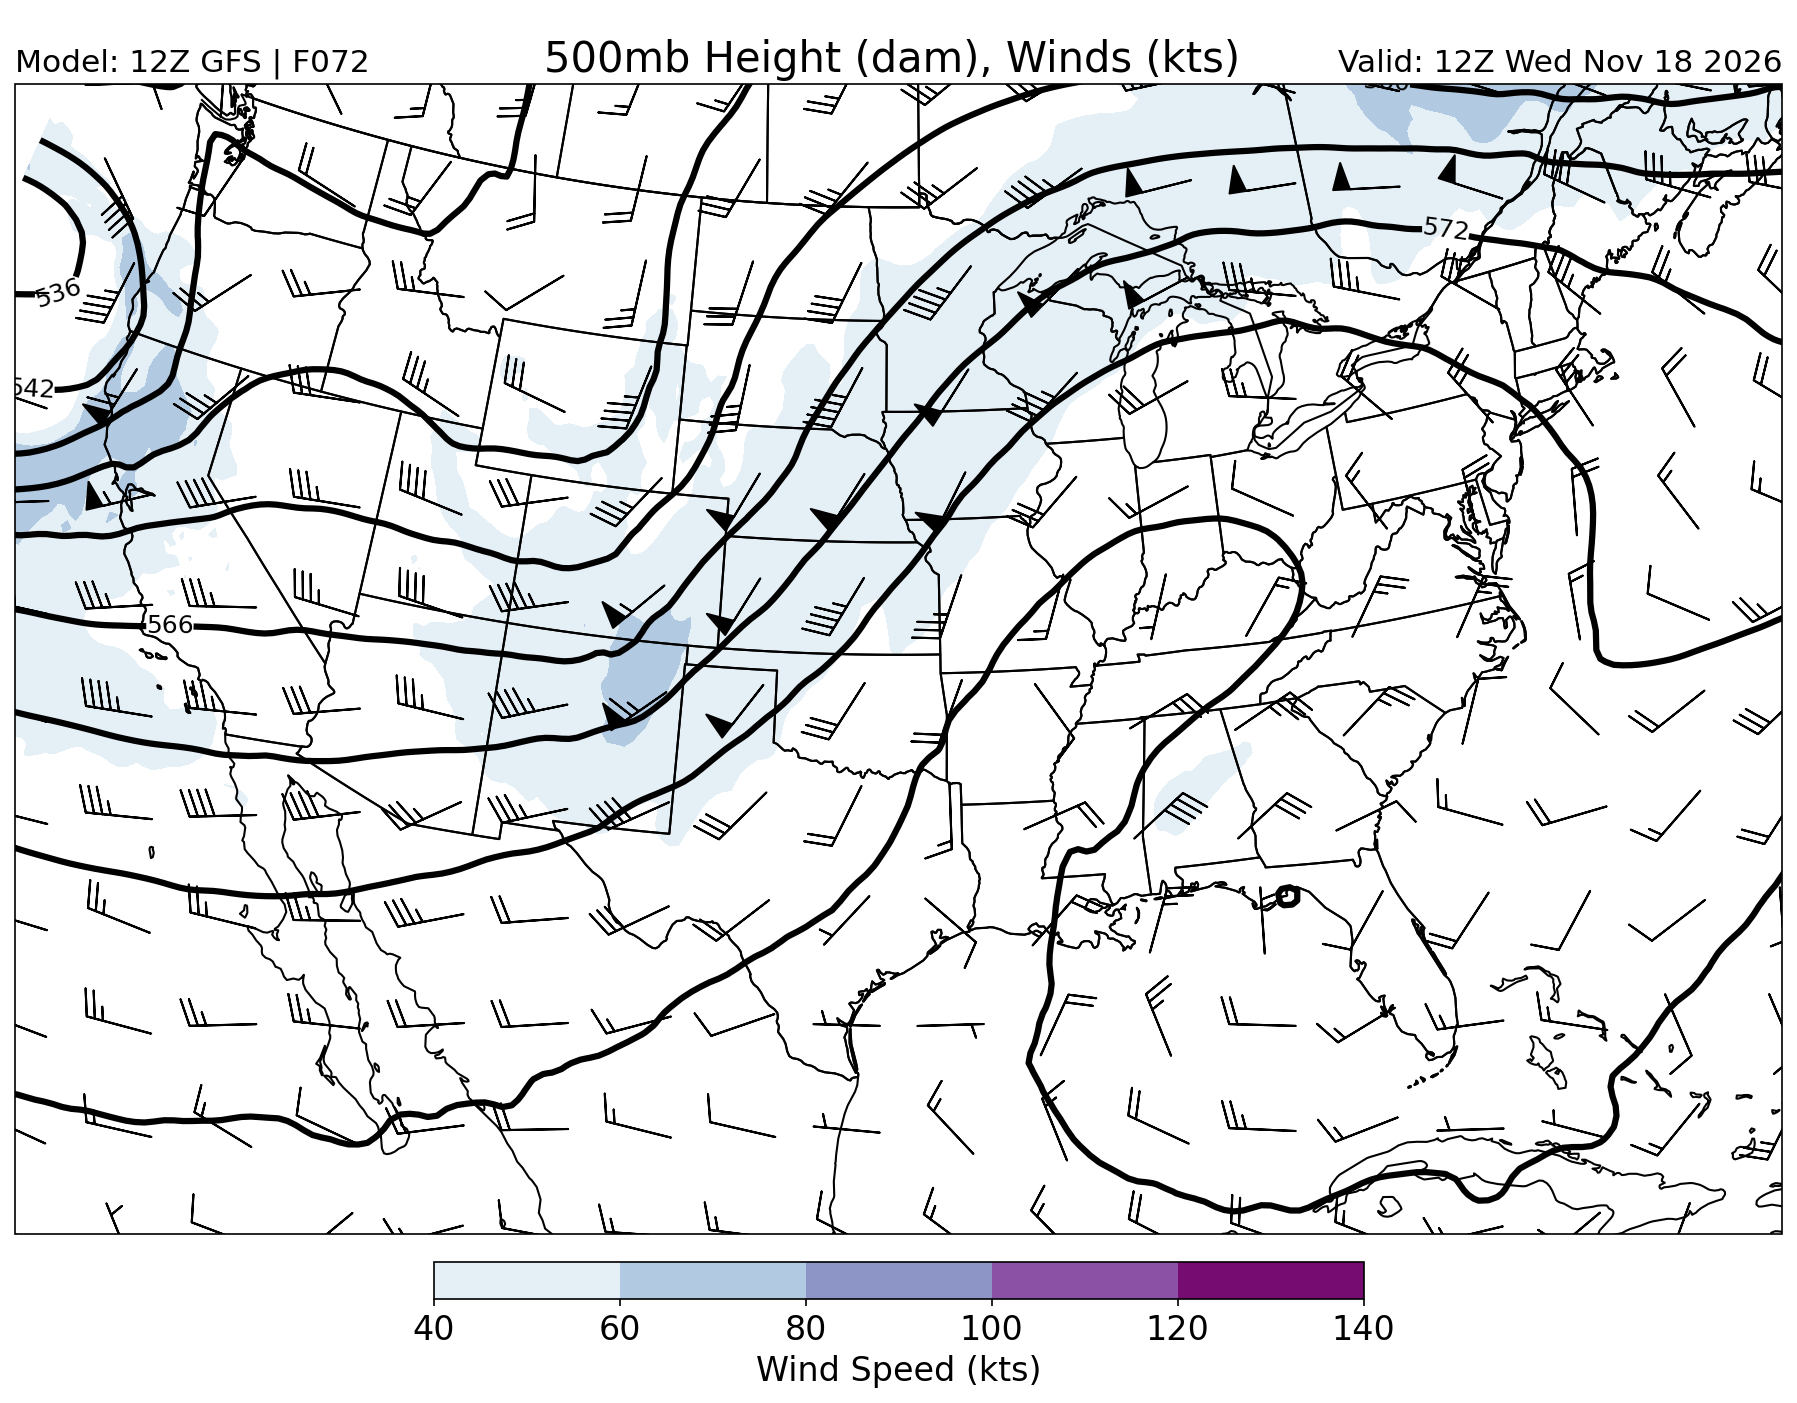 500mb Height (dam), Winds (kts)
Model: 12Z GFS | F072
Valid: 12Z Wed Nov 18 2026
572
536
542
566
40 60 80 100 120 140
Wind Speed (kts)